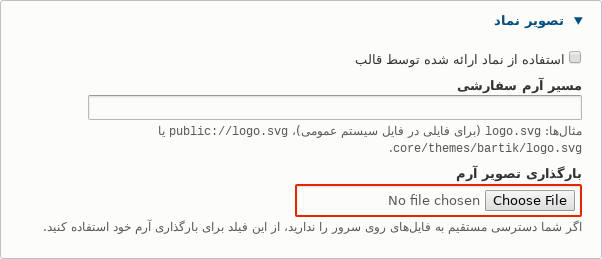 تصویر نماد
استفاده از نماد ارائه شده توسط قالب
مسیر آرم سفارشی
مثال‌ها: logo.svg (برای فایلی در فایل سیستم عمومی)، public://logo.svg یا
core/themes/bartik/logo.svg.
بارگذاری تصویر آرم
Choose File No file chosen
اگر شما دسترسی مستقیم به فایل‌های روی سرور را ندارید، از این فیلد برای بارگذاری آرم خود استفاده کنید.